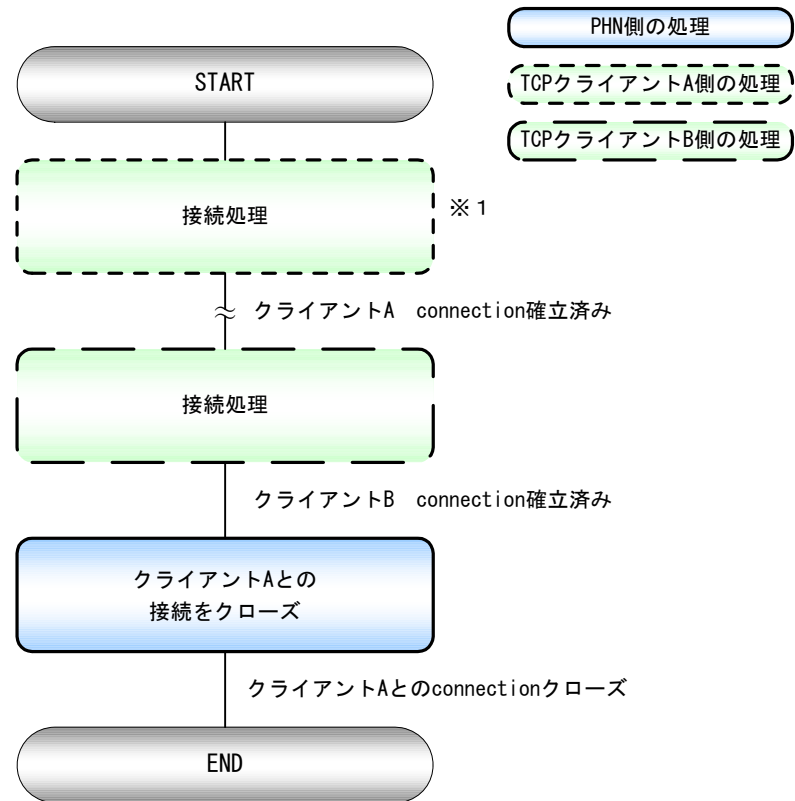 PHN側の処理
TCPクライアントA側の処理
TCPクライアントB側の処理
START
接続処理
※1
クライアントA connection確立済み
接続処理
クライアントB connection確立済み
クライアントAとの
接続をクローズ
クライアントAとのconnectionクローズ
END